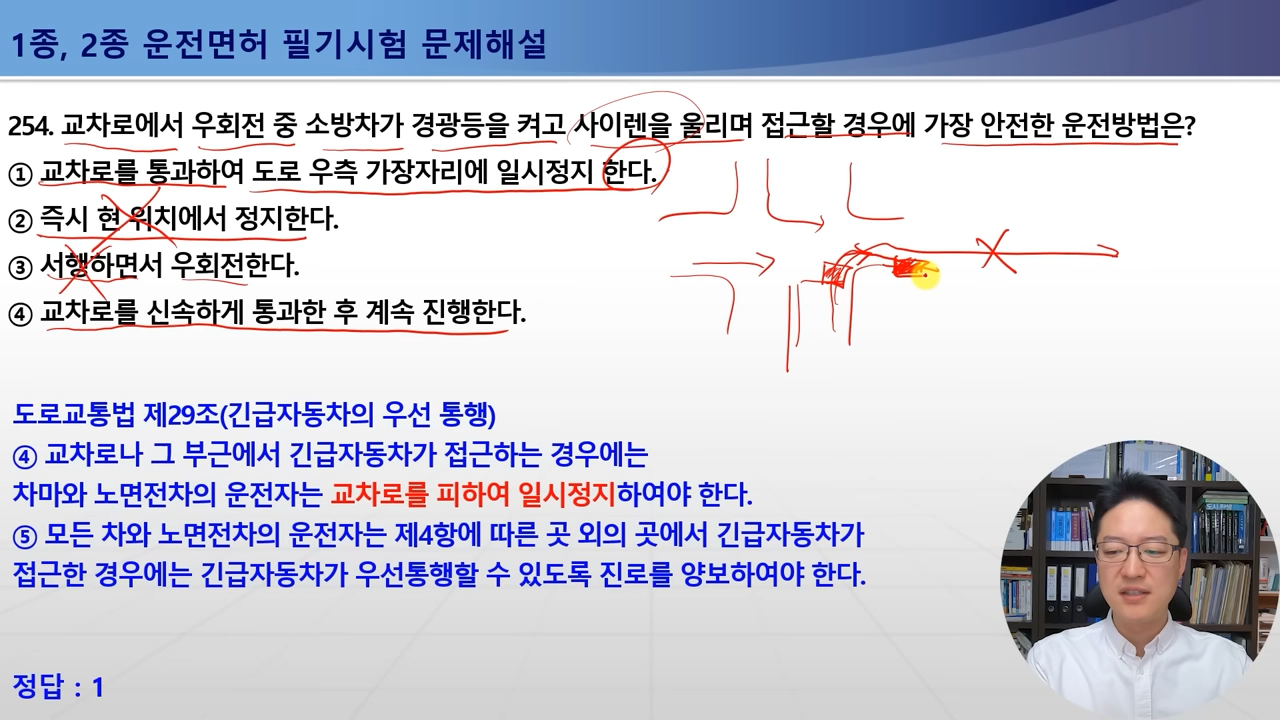 1종, 2종 운전면허 필기시험 문제해설
254. 교차로에서 우회전 중 소방차가 경광등을 켜고 사이렌을 울리며 접근할 경우에 가장 안전한 운전방법은?
① 교차로를 통과하여 도로 우측 가장자리에 일시정지 한다.
② 즉시 현 위치에서 정지한다.
③ 서행하면서 우회전한다.
④ 교차로를 신속하게 통과한 후 계속 진행한다.
도로교통법 제29조(긴급자동차의 우선 통행)
④ 교차로나 그 부근에서 긴급자동차가 접근하는 경우에는
차마와 노면전차의 운전자는 교차로를 피하여 일시정지하여야 한다.
⑤ 모든 차와 노면전차의 운전자는 제4항에 따른 곳 외의 곳에서 긴급자동차가
접근한 경우에는 긴급자동차가 우선통행할 수 있도록 진로를 양보하여야 한다.
정답 : 1